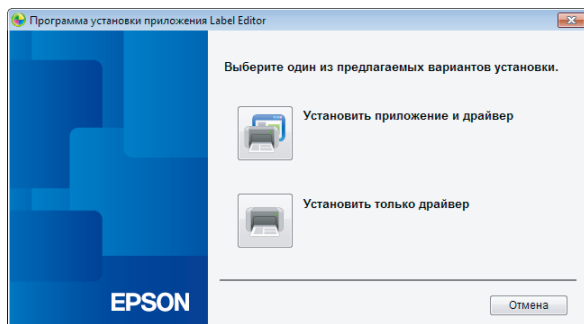 Программа установки приложения Label Editor
Выберите один из предлагаемых вариантов установки.
Установить приложение и драйвер
Установить только драйвер
EPSON
Отмена